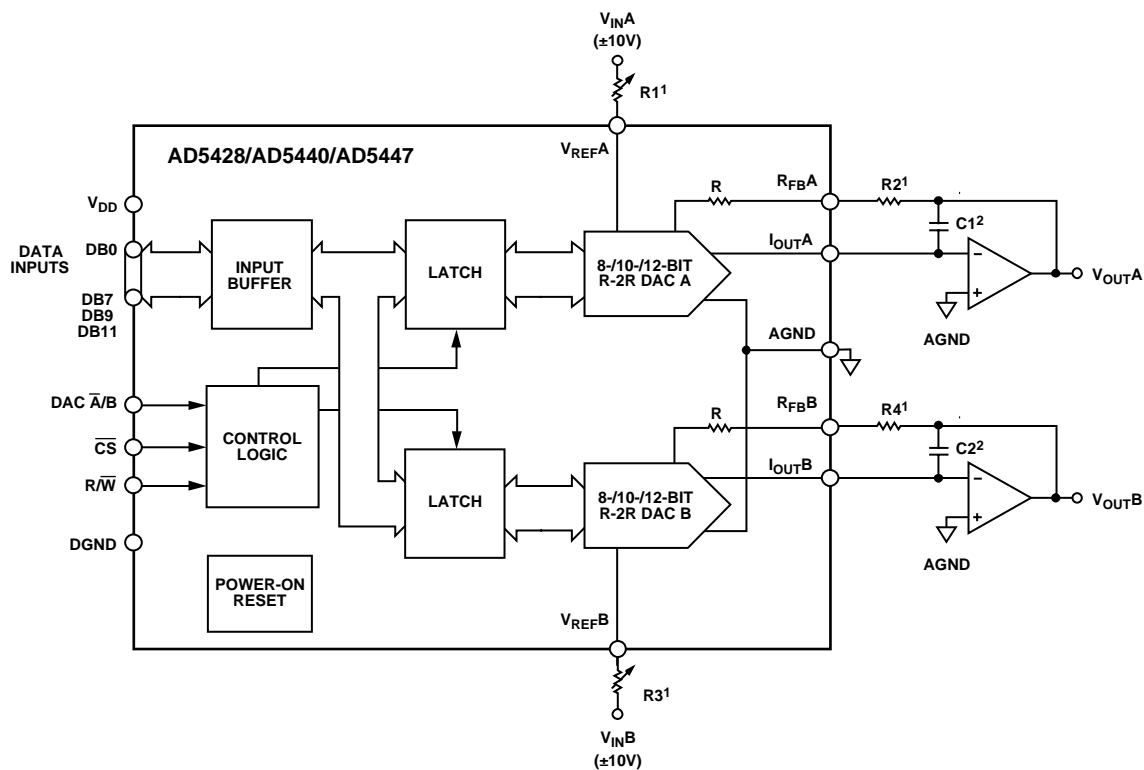 VINA
(±10V)
R1¹
AD5428/AD5440/AD5447
VREFA
VDD
DATA
INPUTS
DB0
DB7
DB9
DB11
INPUT
BUFFER
LATCH
8-/10-/12-BIT
R-2R DAC A
R
RFBA
R2¹
C1²
IOUTA
−
+
VOUTA
AGND
AGND
DAC A̅/B
C̅S̅
R/W̅
DGND
CONTROL
LOGIC
POWER-ON
RESET
LATCH
8-/10-/12-BIT
R-2R DAC B
R
RFBB
R4¹
C2²
IOUTB
−
+
VOUTB
AGND
VREFB
R3¹
VINB
(±10V)